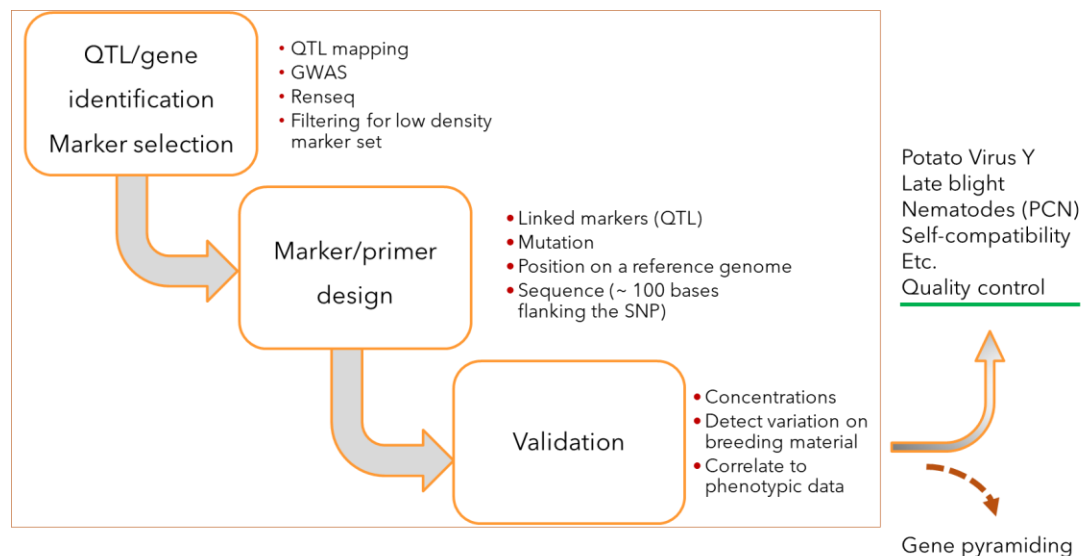 QTL/gene
identification
Marker selection
• QTL mapping
• GWAS
• Renseq
• Filtering for low density
marker set
Marker/primer
design
• Linked markers (QTL)
• Mutation
• Position on a reference genome
• Sequence (~ 100 bases
flanking the SNP)
Validation
• Concentrations
• Detect variation on
breeding material
• Correlate to
phenotypic data
Potato Virus Y
Late blight
Nematodes (PCN)
Self-compatibility
Etc.
Quality control
Gene pyramiding